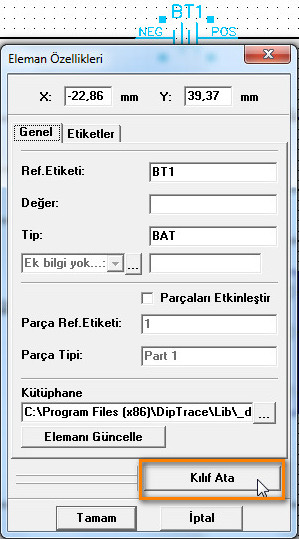 BT1
NEG POS
Eleman Özellikleri
X: -22,86 mm Y: 39,37 mm
Genel Etiketler
Ref.Etiketi: BT1
Değer:
Tip: BAT
Ek bilgi yok...: ...
Parçaları Etkinleştir
Parça Ref.Etiketi: 1
Parça Tipi: Part 1
Kütüphane
C:\Program Files (x86)\DipTrace\Lib\_d ...
Elemanı Güncelle
Kılıf Ata
Tamam İptal